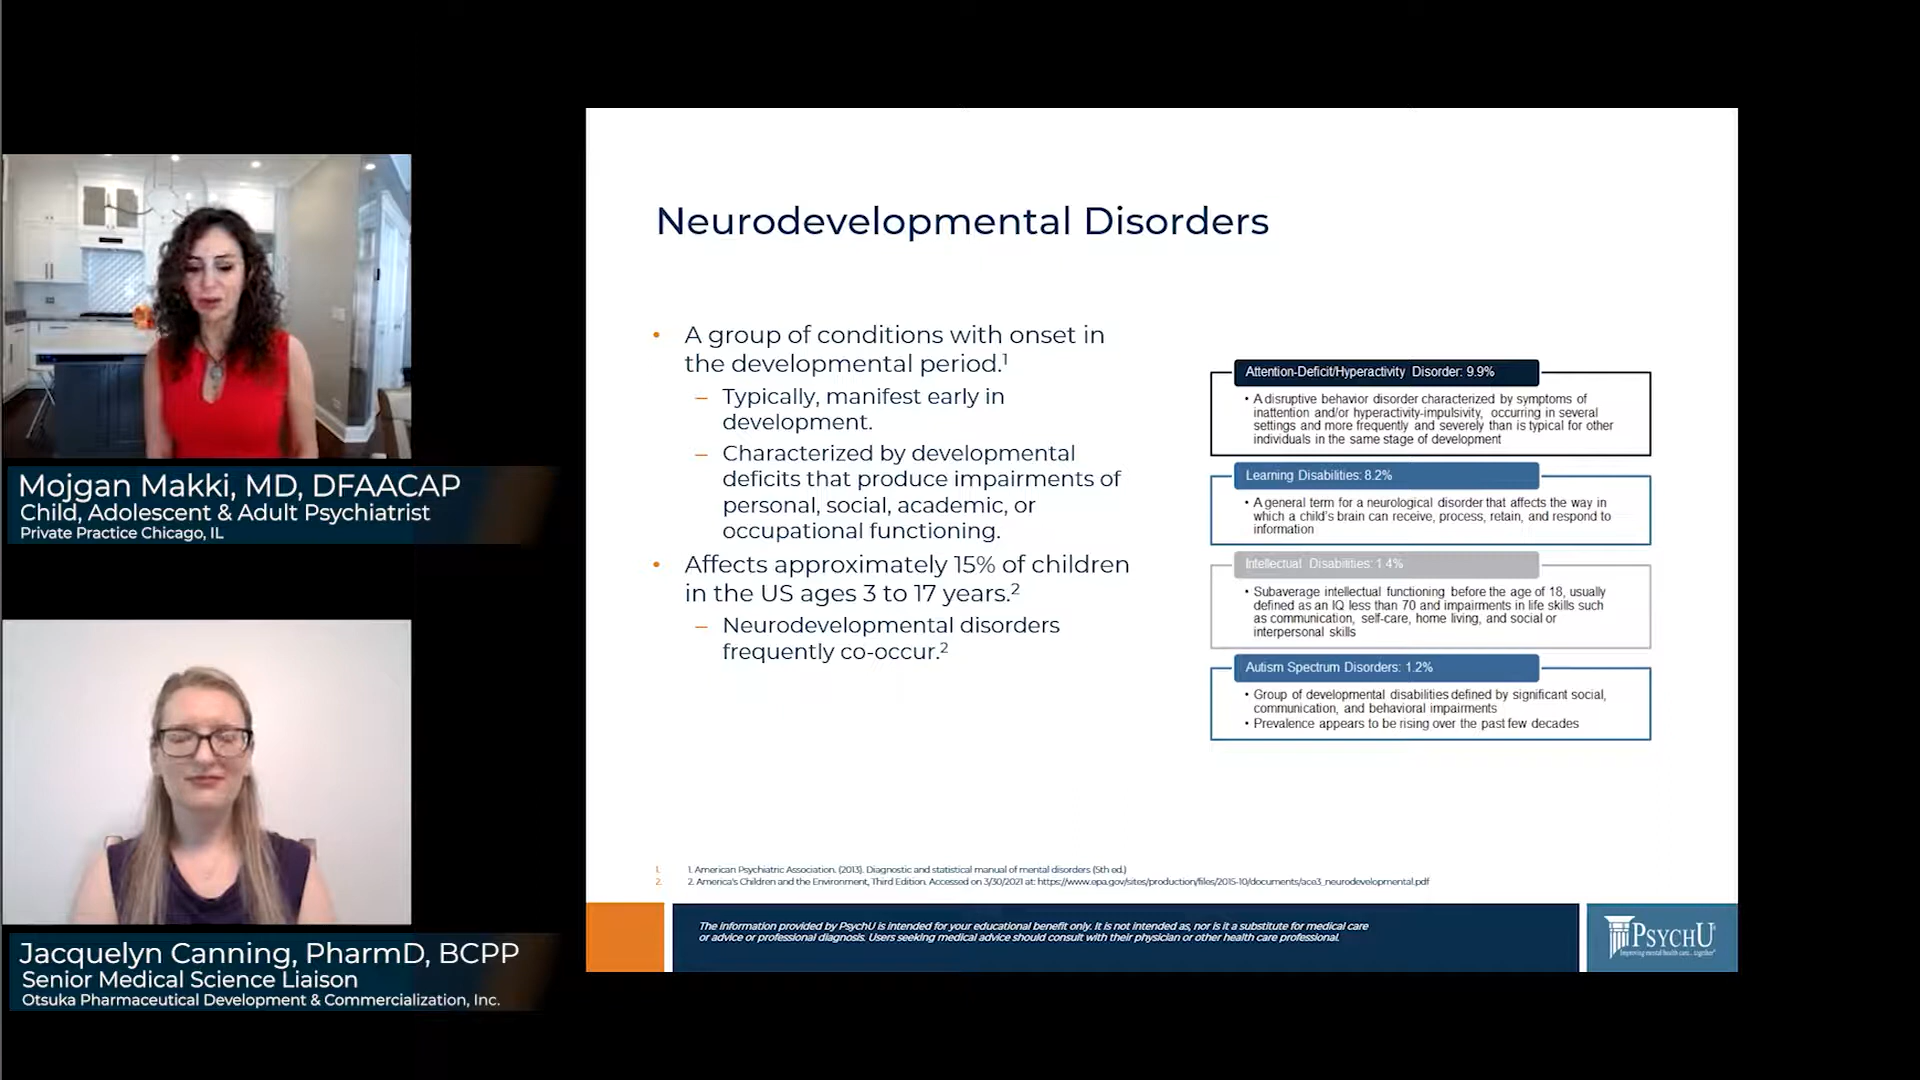 Mojgan Makki, MD, DFAACAP
Child, Adolescent & Adult Psychiatrist
Private Practice Chicago, IL
Jacquelyn Canning, PharmD, BCPP
Senior Medical Science Liaison
Otsuka Pharmaceutical Development & Commercialization, Inc.
Neurodevelopmental Disorders
• A group of conditions with onset in
the developmental period.¹
– Typically, manifest early in
development.
– Characterized by developmental
deficits that produce impairments of
personal, social, academic, or
occupational functioning.
• Affects approximately 15% of children
in the US ages 3 to 17 years.²
– Neurodevelopmental disorders
frequently co-occur.²
Attention-Deficit/Hyperactivity Disorder: 9.9%
• A disruptive behavior disorder characterized by symptoms of
inattention and/or hyperactivity-impulsivity, occurring in several
settings and more frequently and severely than is typical for other
individuals in the same stage of development
Learning Disabilities: 8.2%
• A general term for a neurological disorder that affects the way in
which a child's brain can receive, process, retain, and respond to
information
Intellectual Disabilities: 1.4%
• Subaverage intellectual functioning before the age of 18, usually
defined as an IQ less than 70 and impairments in life skills such
as communication, self-care, home living, and social or
interpersonal skills
Autism Spectrum Disorders: 1.2%
• Group of developmental disabilities defined by significant social,
communication, and behavioral impairments
• Prevalence appears to be rising over the past few decades
1. 1. American Psychiatric Association. (2013). Diagnostic and statistical manual of mental disorders (5th ed.)
2. 2. America's Children and the Environment, Third Edition. Accessed on 3/30/2021 at: https://www.epa.gov/sites/production/files/2015-10/documents/ace3_neurodevelopmental.pdf
The information provided by PsychU is intended for your educational benefit only. It is not intended as, nor is it a substitute for medical care
or advice or professional diagnosis. Users seeking medical advice should consult with their physician or other health care professional.
PSYCHU
Improving mental health care... together